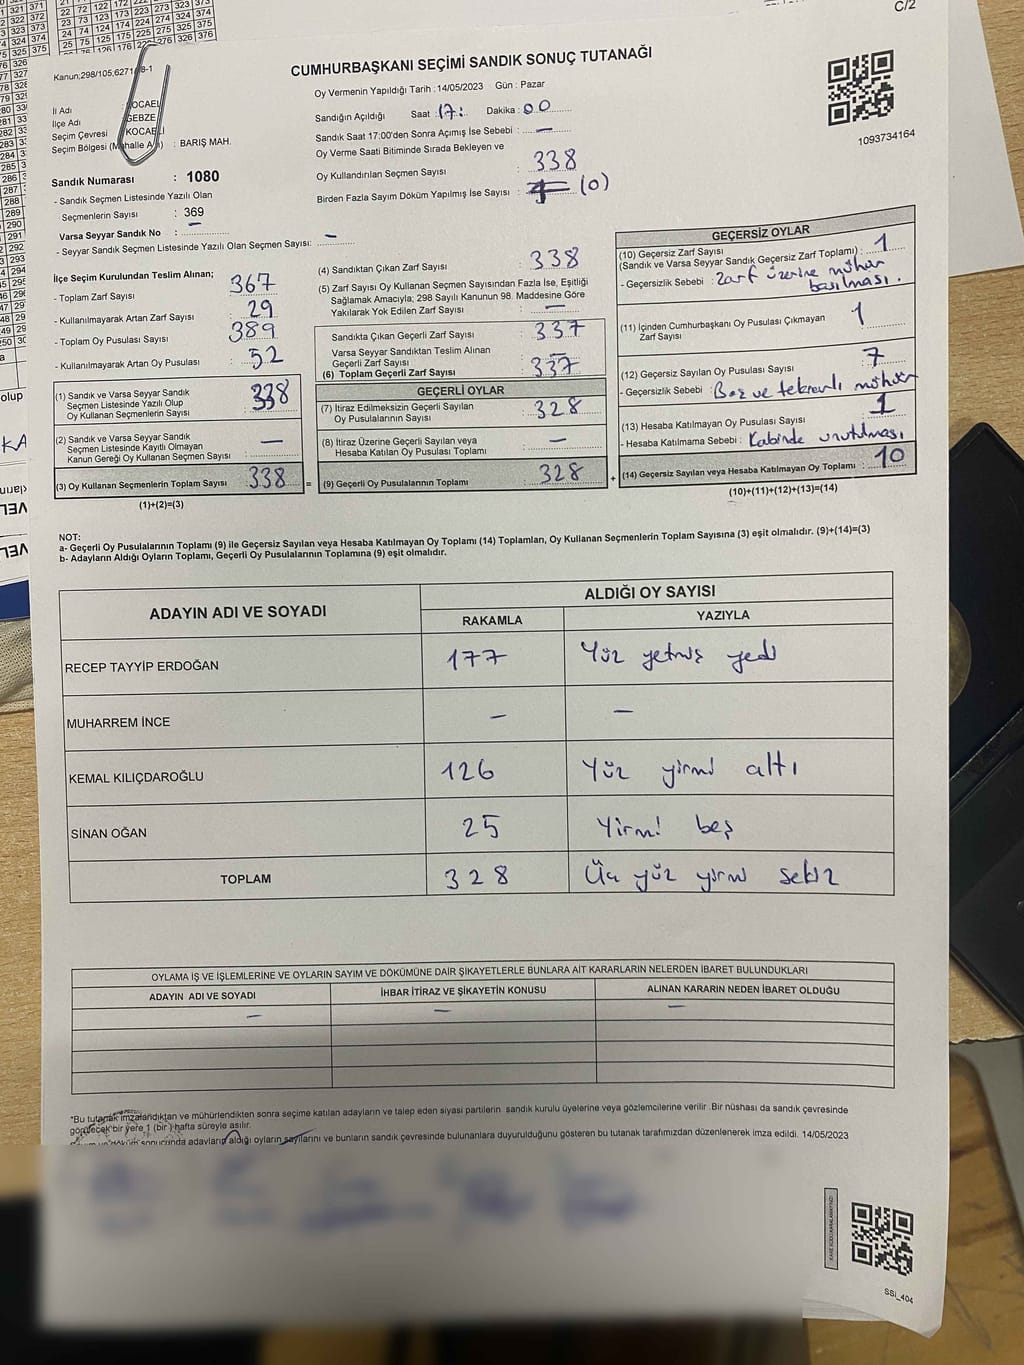 C/2
CUMHURBAŞKANI SEÇİMİ SANDIK SONUÇ TUTANAĞI
Oy Vermenin Yapıldığı Tarih : 14/05/2023 Gün : Pazar
Sandığın Açıldığı Saat 17: Dakika : 00
Sandık Saat 17:00'den Sonra Açımış İse Sebebi : —
Oy Verme Saati Bitiminde Sırada Bekleyen ve
Oy Kullandırılan Seçmen Sayısı : 338
Birden Fazla Sayım Döküm Yapılmış İse Sayısı : (0)
1093734164
İl Adı : KOCAELİ
İlçe Adı : GEBZE
Seçim Çevresi : KOCAELİ
Seçim Bölgesi : BARIŞ MAH.
Sandık Numarası : 1080
- Sandık Seçmen Listesinde Yazılı Olan
Seçmenlerin Sayısı : 369
Varsa Seyyar Sandık No : —
- Seyyar Sandık Seçmen Listesinde Yazılı Olan Seçmen Sayısı: —
İlçe Seçim Kurulundan Teslim Alınan;
- Toplam Zarf Sayısı : 367
- Kullanılmayarak Artan Zarf Sayısı : 29
- Toplam Oy Pusulası Sayısı : 389
- Kullanılmayarak Artan Oy Pusulası : 52
(1) Sandık ve Varsa Seyyar Sandık
Seçmen Listesinde Yazılı Olup
Oy Kullanan Seçmenlerin Sayısı : 338
(2) Sandık ve Varsa Seyyar Sandık
Seçmen Listesinde Kayıtlı Olmayan
Kanun Gereği Oy Kullanan Seçmen Sayısı : —
(3) Oy Kullanan Seçmenlerin Toplam Sayısı : 338 =
(1)+(2)=(3)
(4) Sandıktan Çıkan Zarf Sayısı : 338
(5) Zarf Sayısı Oy Kullanan Seçmen Sayısından Fazla İse, Eşitliği
Sağlamak Amacıyla; 298 Sayılı Kanunun 98. Maddesine Göre
Yakılarak Yok Edilen Zarf Sayısı : —
Sandıkta Çıkan Geçerli Zarf Sayısı : 337
Varsa Seyyar Sandıktan Teslim Alınan
Geçerli Zarf Sayısı : —
(6) Toplam Geçerli Zarf Sayısı : 337
GEÇERLİ OYLAR
(7) İtiraz Edilmeksizin Geçerli Sayılan
Oy Pusulalarının Sayısı : 328
(8) İtiraz Üzerine Geçerli Sayılan veya
Hesaba Katılan Oy Pusulası Toplamı : —
(9) Geçerli Oy Pusulalarının Toplamı : 328 +
GEÇERSİZ OYLAR
(10) Geçersiz Zarf Sayısı
(Sandık ve Varsa Seyyar Sandık Geçersiz Zarf Toplamı) : 1
- Geçersizlik Sebebi : Zarf üzerine mühür
basılması.
(11) İçinden Cumhurbaşkanı Oy Pusulası Çıkmayan
Zarf Sayısı : 1
(12) Geçersiz Sayılan Oy Pusulası Sayısı : 7
- Geçersizlik Sebebi : Boş ve tekrarlı mühür
(13) Hesaba Katılmayan Oy Pusulası Sayısı : 1
- Hesaba Katılmama Sebebi : Kabinde unutulması
(14) Geçersiz Sayılan veya Hesaba Katılmayan Oy Toplamı : 10
(10)+(11)+(12)+(13)=(14)
NOT:
a- Geçerli Oy Pusulalarının Toplamı (9) ile Geçersiz Sayılan veya Hesaba Katılmayan Oy Toplamı (14) Toplamları, Oy Kullanan Seçmenlerin Toplam Sayısına (3) eşit olmalıdır. (9)+(14)=(3)
b- Adayların Aldığı Oyların Toplamı, Geçerli Oy Pusulalarının Toplamına (9) eşit olmalıdır.
ADAYIN ADI VE SOYADI ALDIĞI OY SAYISI
RAKAMLA YAZIYLA
RECEP TAYYİP ERDOĞAN 177 Yüz yetmiş yedi
MUHARREM İNCE — —
KEMAL KILIÇDAROĞLU 126 Yüz yirmi altı
SİNAN OĞAN 25 Yirmi beş
TOPLAM 328 Üç yüz yirmi sekiz
OYLAMA İŞ VE İŞLEMLERİNE VE OYLARIN SAYIM VE DÖKÜMÜNE DAİR ŞİKAYETLERLE BUNLARA AİT KARARLARIN NELERDEN İBARET BULUNDUKLARI
ADAYIN ADI VE SOYADI İHBAR İTİRAZ VE ŞİKAYETİN KONUSU ALINAN KARARIN NEDEN İBARET OLDUĞU
— — —
*Bu tutanak imzalandıktan ve mühürlendikten sonra seçime katılan adayların ve talep eden siyasi partilerin sandık kurulu üyelerine veya gözlemcilerine verilir. Bir nüshası da sandık çevresinde
görülecek bir yere 1 (bir) hafta süreyle asılır.
sonucunda adayların aldığı oyların sayılarını ve bunların sandık çevresinde bulunanlara duyurulduğunu gösteren bu tutanak tarafımızdan düzenlenerek imza edildi. 14/05/2023
SSİ_404